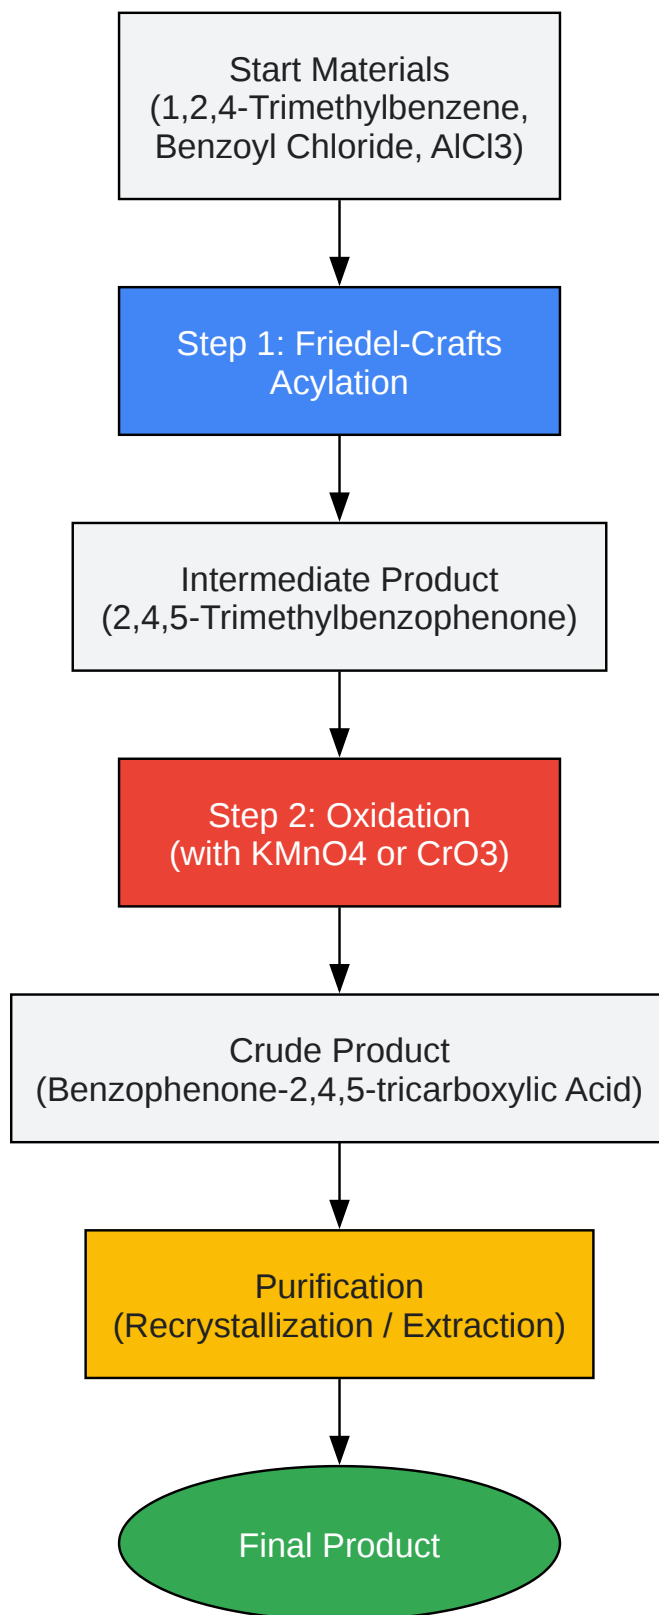 Start Materials
(1,2,4-Trimethylbenzene,
Benzoyl Chloride, AlCl3)
Step 1: Friedel-Crafts
Acylation
Intermediate Product
(2,4,5-Trimethylbenzophenone)
Step 2: Oxidation
(with KMnO4 or CrO3)
Crude Product
(Benzophenone-2,4,5-tricarboxylic Acid)
Purification
(Recrystallization / Extraction)
Final Product